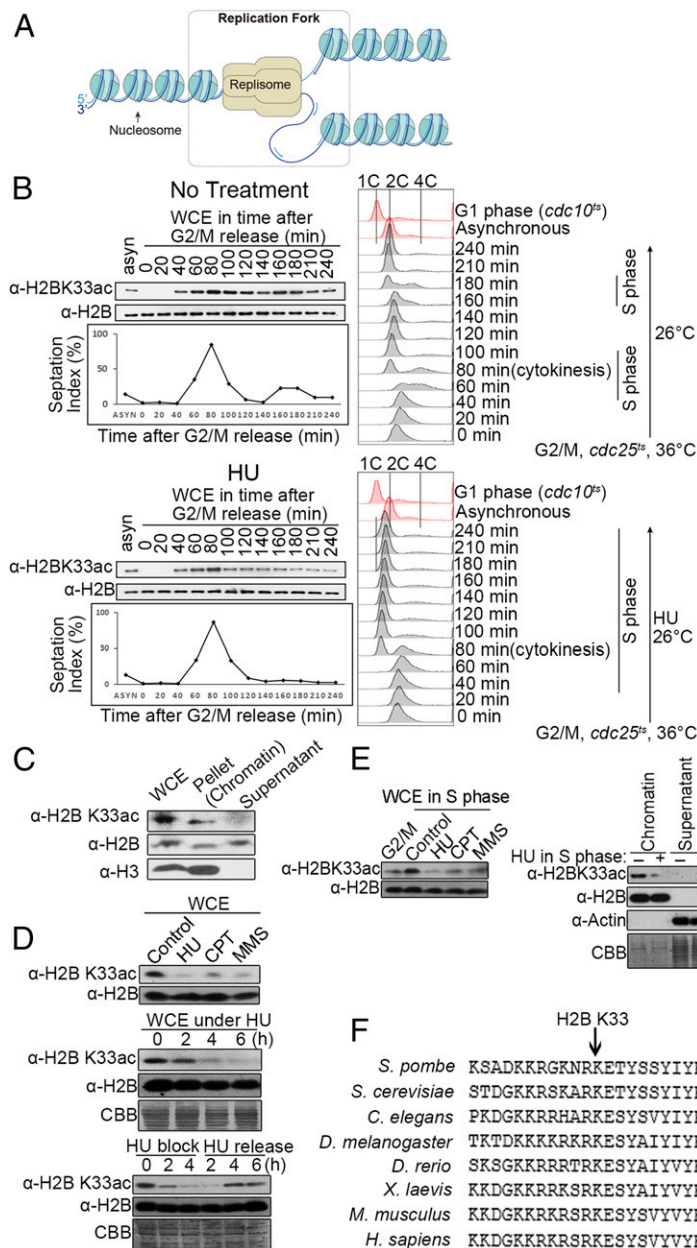 A
Replication Fork
Replisome
5'
3'
Nucleosome
B
No Treatment
WCE in time after
G2/M release (min)
asyn 0 20 40 60 80 100 120 140 160 180 210 240
α-H2BK33ac
α-H2B
Septation
Index (%)
100
50
0
ASYN 0 20 40 60 80 100 120 140 160 180 210 240
Time after G2/M release (min)
1C 2C 4C
G1 phase (cdc10ts)
Asynchronous
240 min
210 min
180 min
160 min
140 min
120 min
100 min
80 min(cytokinesis)
60 min
40 min
20 min
0 min
S phase
S phase
26°C
G2/M, cdc25ts, 36°C
HU
WCE in time after
G2/M release (min)
asyn 0 20 40 60 80 100 120 140 160 180 210 240
α-H2BK33ac
α-H2B
Septation
Index (%)
100
50
0
ASYN 0 20 40 60 80 100 120 140 160 180 210 240
Time after G2/M release (min)
1C 2C 4C
G1 phase (cdc10ts)
Asynchronous
240 min
210 min
180 min
160 min
140 min
120 min
100 min
80 min(cytokinesis)
60 min
40 min
20 min
0 min
S phase
HU
26°C
G2/M, cdc25ts, 36°C
C
WCE
Pellet
(Chromatin)
Supernatant
α-H2B K33ac
α-H2B
α-H3
D
WCE
Control HU CPT MMS
α-H2B K33ac
α-H2B
WCE under HU
0 2 4 6 (h)
α-H2B K33ac
α-H2B
CBB
HU block HU release
0 2 4 2 4 6 (h)
α-H2B K33ac
α-H2B
CBB
E
WCE in S phase
G2/M Control HU CPT MMS
α-H2BK33ac
α-H2B
Chromatin Supernatant
HU in S phase: − + −
α-H2BK33ac
α-H2B
α-Actin
CBB
F
H2B K33
S. pombe KSADKKRGKNRKETYSSYIY
S. cerevisiae STDGKKRSKARKESYSSYIY
C. elegans PKDGKKRRHARKESYSVYIY
D. melanogaster TKTDKKKKRKRKESYAIYIY
D. rerio SKSGKKRRRTRKESYAIYVY
X. laevis KKDGKKRRKSRKESYAIYVY
M. musculus KKDGKKRKRSRKESYSVYVY
H. sapiens KKDGKKRKRSRKESYSVYVY